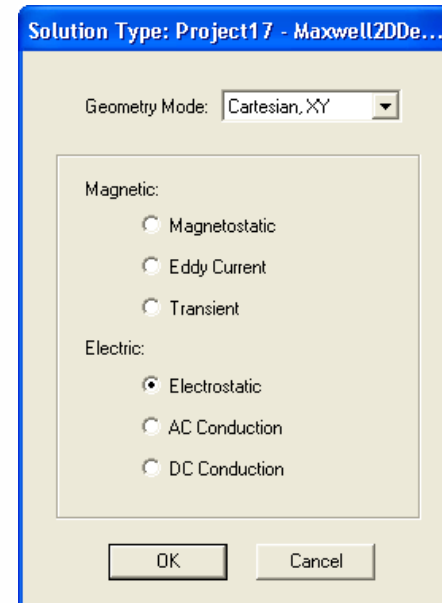 Solution Type: Project17 - Maxwell2DDe...
Geometry Mode: Cartesian, XY
Magnetic:
Magnetostatic
Eddy Current
Transient
Electric:
Electrostatic
AC Conduction
DC Conduction
OK Cancel